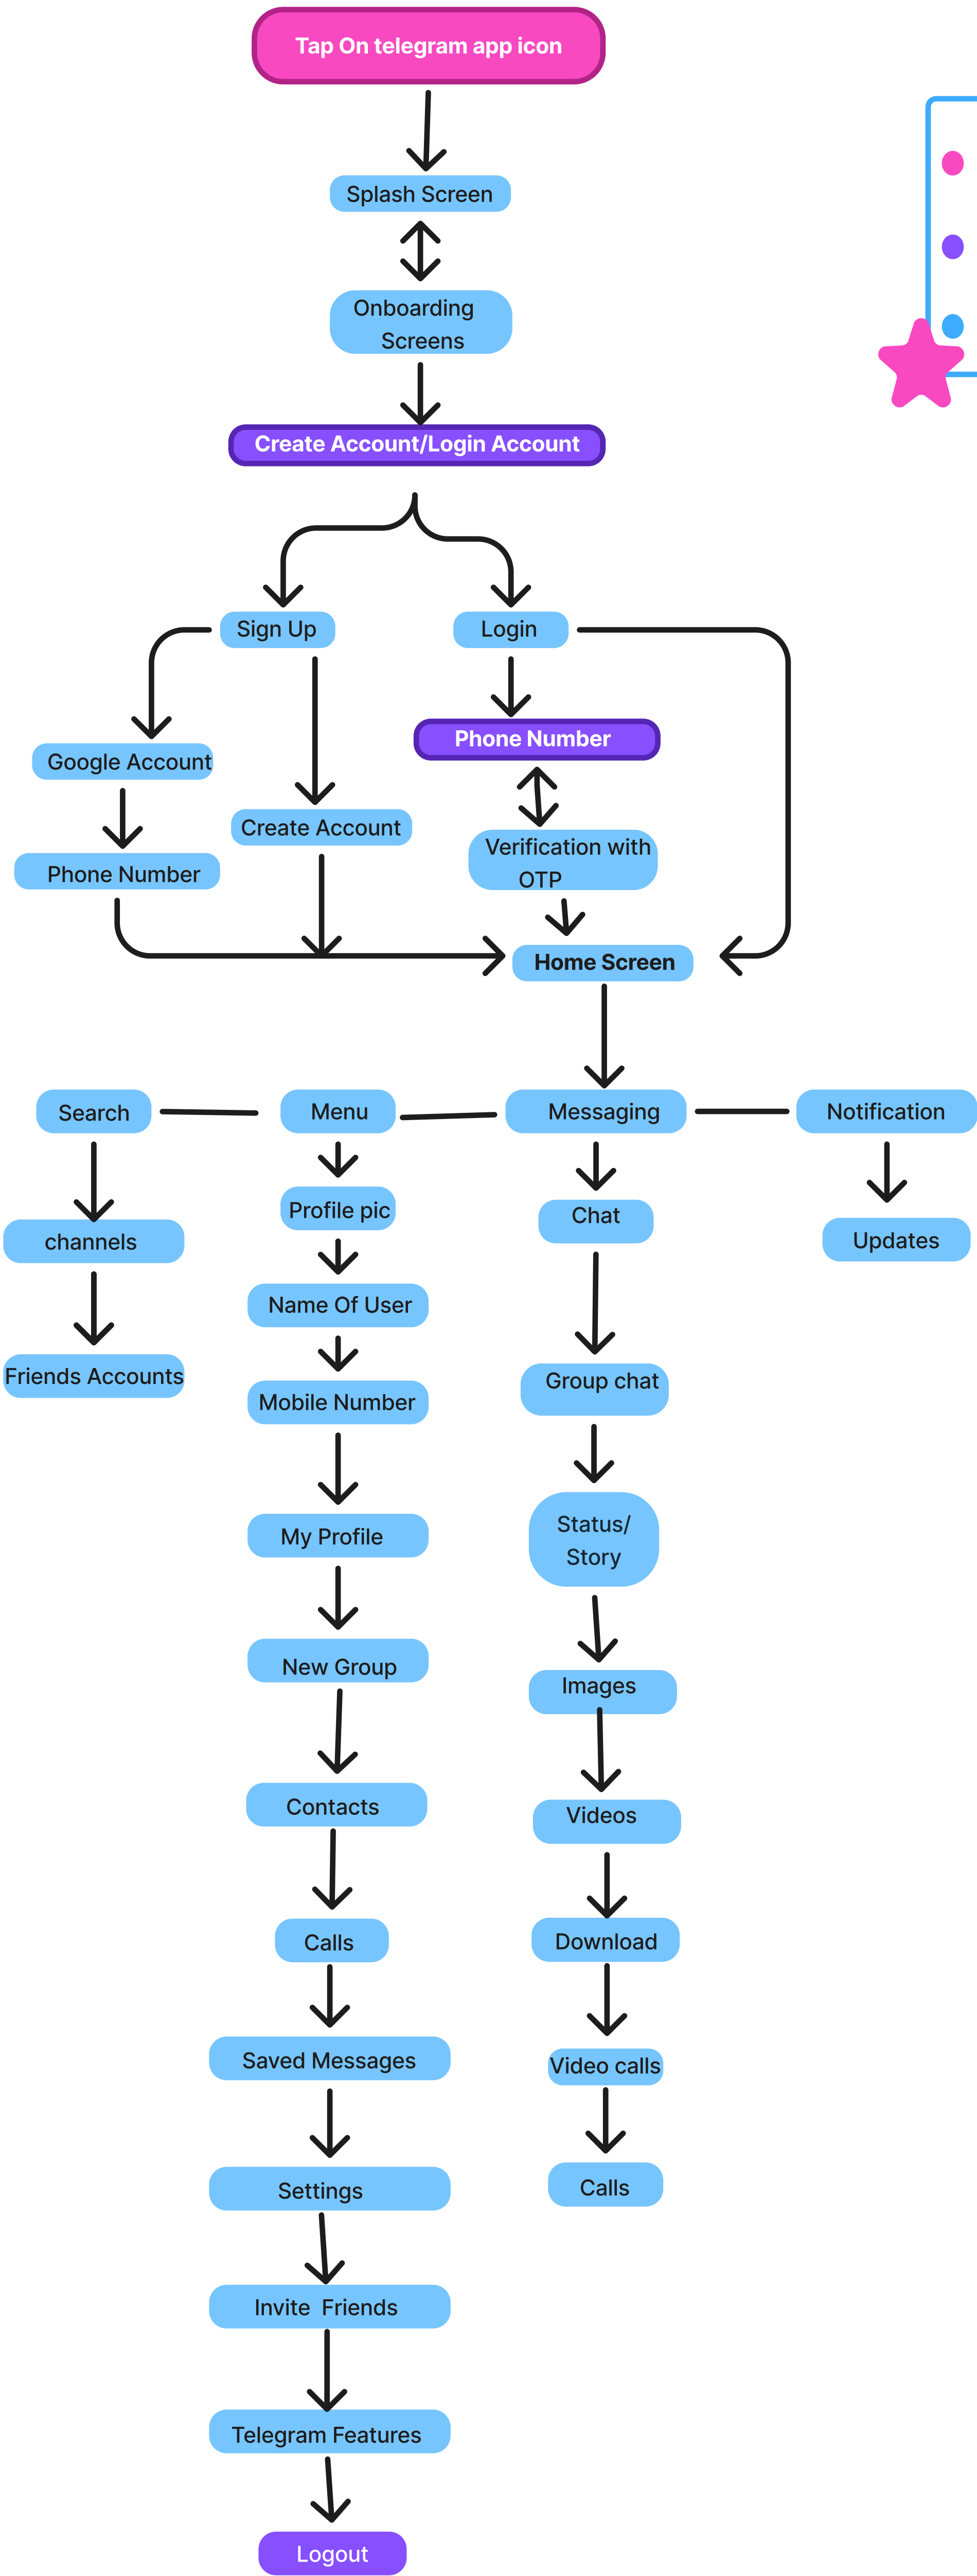 Tap On telegram app icon
Splash Screen
Onboarding
Screens
Create Account/Login Account
Sign Up
Login
Google Account
Phone Number
Create Account
Phone Number
Verification with
OTP
Home Screen
Search
Menu
Messaging
Notification
channels
Friends Accounts
Profile pic
Name Of User
Mobile Number
My Profile
New Group
Contacts
Calls
Saved Messages
Settings
Invite  Friends
Telegram Features
Logout
Chat
Group chat
Status/
Story
Images
Videos
Download
Video calls
Calls
Updates